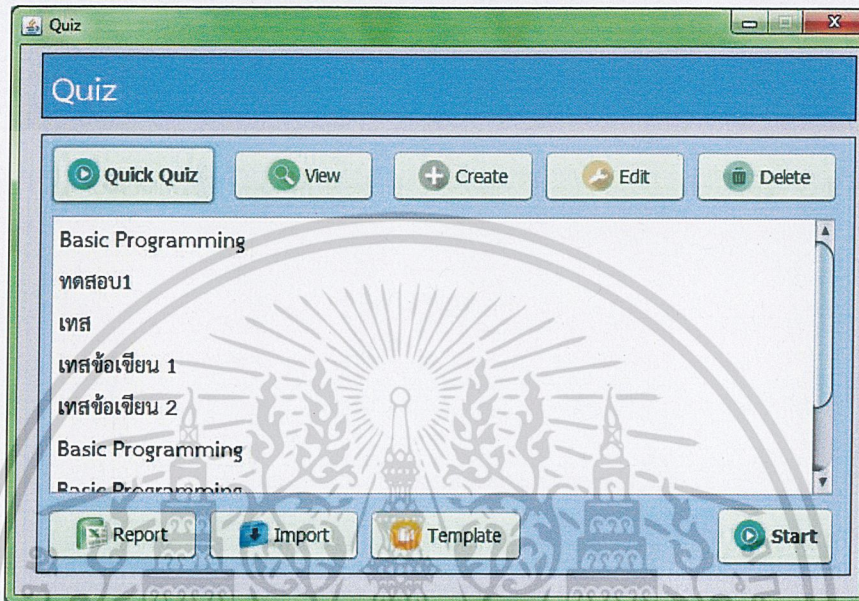 Quiz
Quiz
Quick Quiz View Create Edit Delete
Basic Programming
ทดสอบ1
เทส
เทสข้อเขียน 1
เทสข้อเขียน 2
Basic Programming
Basic Programming
Report Import Template Start